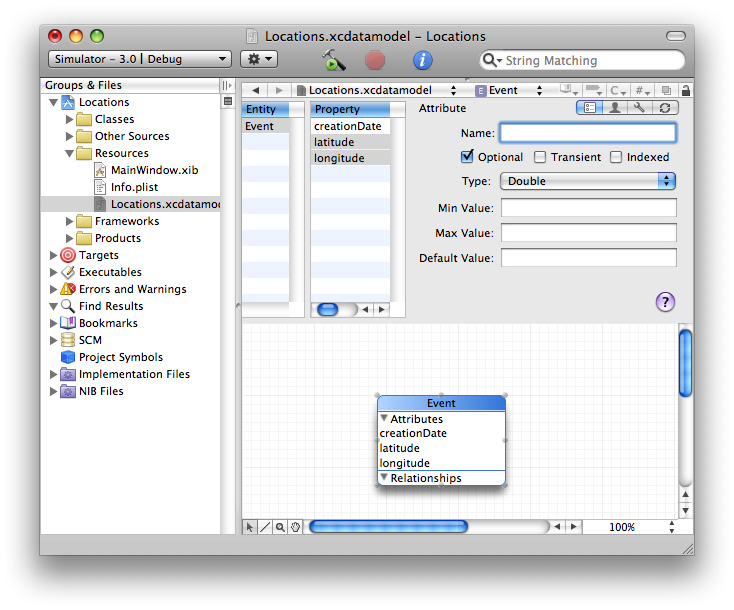 Locations.xcdatamodel – Locations
Simulator - 3.0 | Debug
String Matching
Groups & Files
Locations
Classes
Other Sources
Resources
MainWindow.xib
Info.plist
Locations.xcdatamo
Frameworks
Products
Targets
Executables
Errors and Warnings
Find Results
Bookmarks
SCM
Project Symbols
Implementation Files
NIB Files
Locations.xcdatamodel
E Event
C
#
Entity
Event
Property
creationDate
latitude
longitude
Attribute
Name:
Optional Transient Indexed
Type: Double
Min Value:
Max Value:
Default Value:
?
Event
Attributes
creationDate
latitude
longitude
Relationships
100%